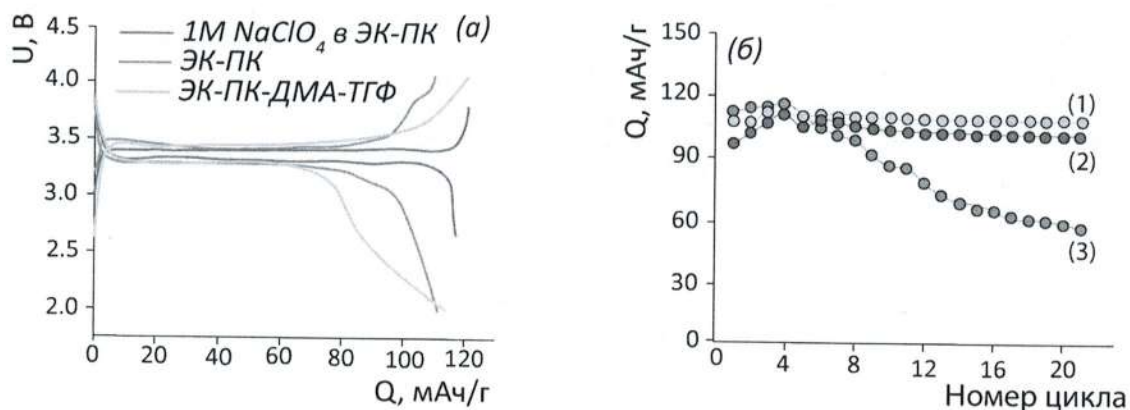 U, В
4.5
4.0
3.5
3.0
2.5
2.0
1M NaClO4 в ЭК-ПК (а)
ЭК-ПК
ЭК-ПК-ДМА-ТГФ
0 20 40 60 80 100 120
Q, мАч/г
Q, мАч/г
(б)
150
120
90
60
30
0
(1)
(2)
(3)
0 4 8 12 16 20
Номер цикла